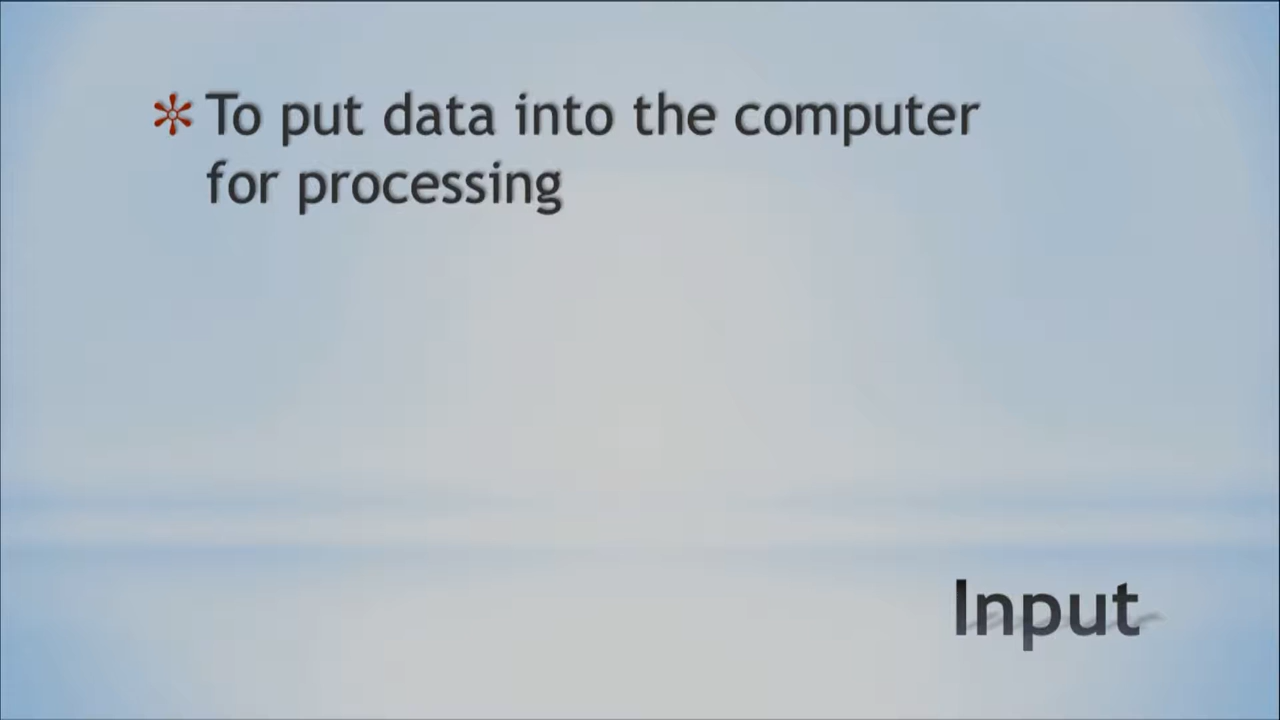 * To put data into the computer
for processing
Input